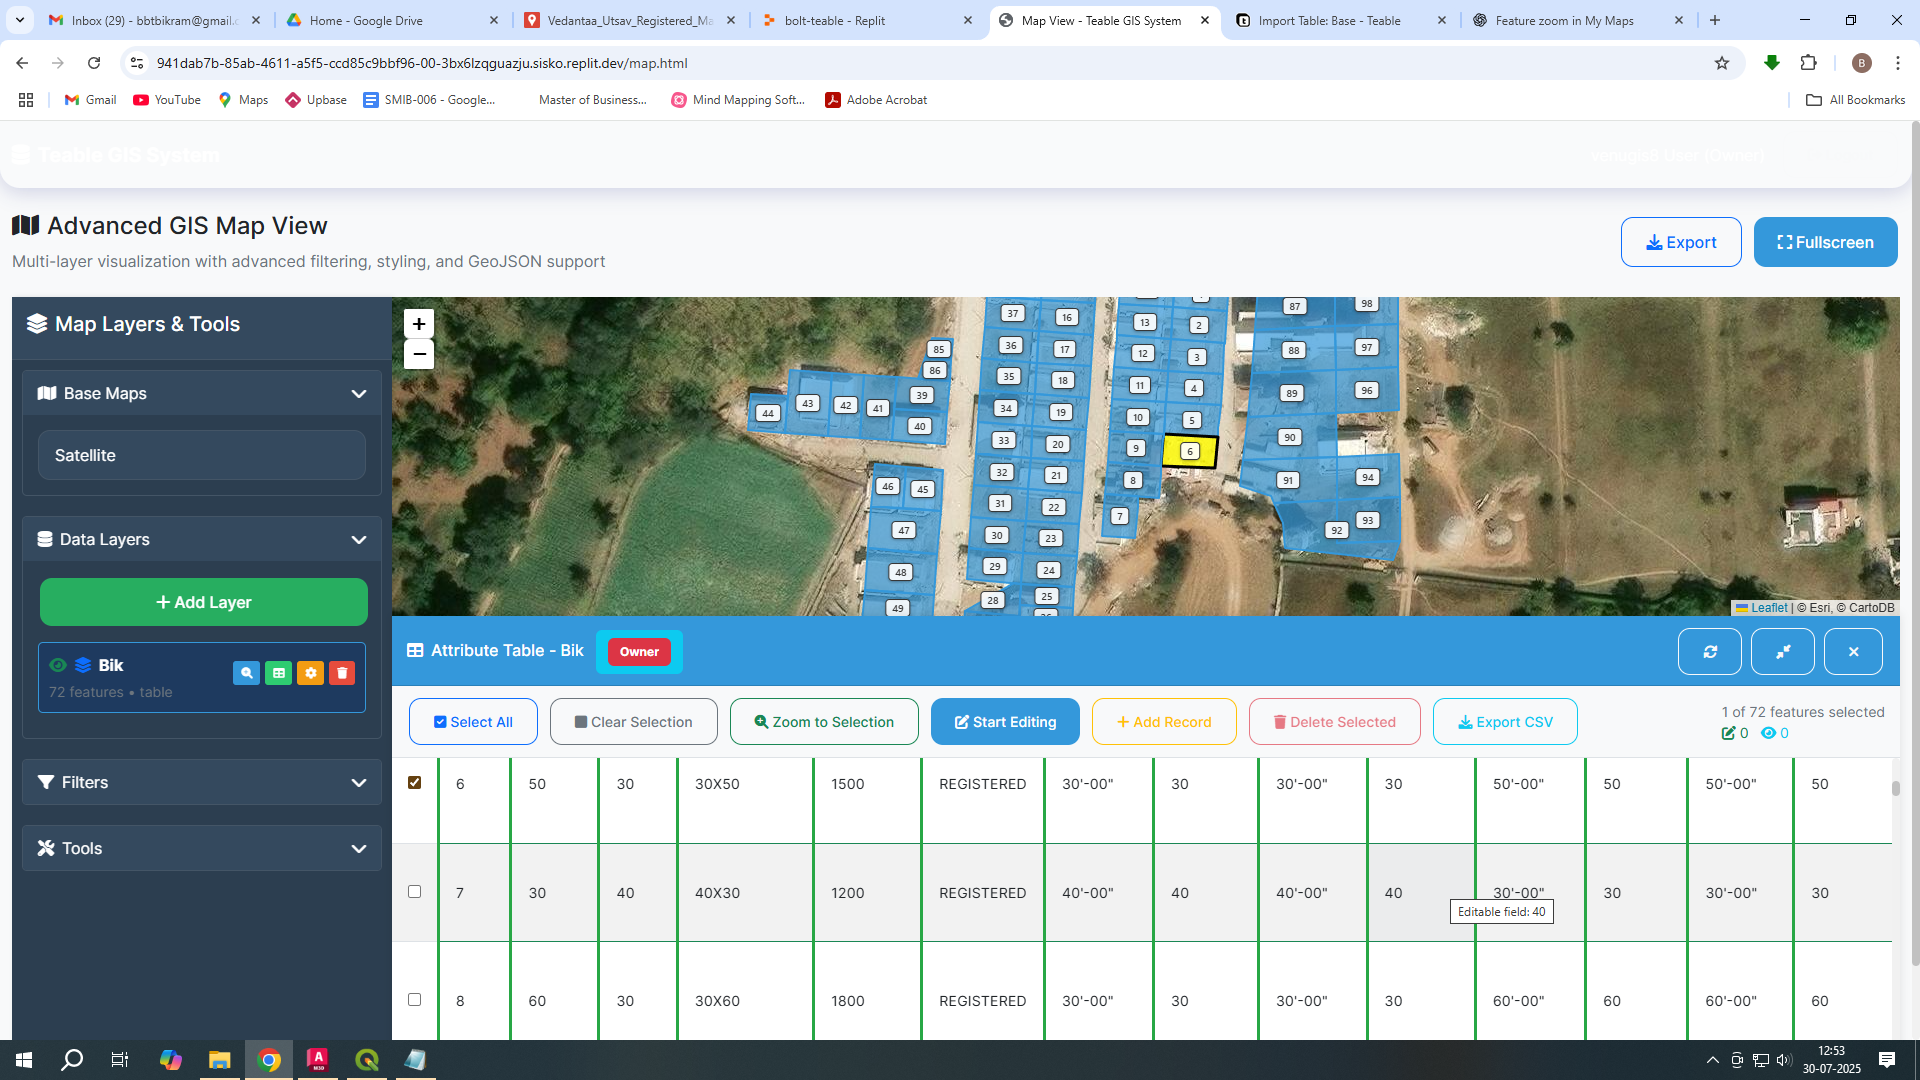 Inbox (29) - bbtbikram@gmail.c
Home - Google Drive
Vedantaa_Utsav_Registered_Ma
bolt-teable - Replit
Map View - Teable GIS System
Import Table: Base - Teable
Feature zoom in My Maps
941dab7b-85ab-4611-a5f5-ccd85c9bbf96-00-3bx6lzqguazju.sisko.replit.dev/map.html
B
Gmail
YouTube
Maps
Upbase
SMIB-006 - Google...
Master of Business...
Mind Mapping Soft...
Adobe Acrobat
All Bookmarks
Teable GIS System
Advanced GIS Map View
Multi-layer visualization with advanced filtering, styling, and GeoJSON support
Export
Fullscreen
Map Layers & Tools
Base Maps
Satellite
Data Layers
+ Add Layer
Bik
72 features • table
Filters
Tools
+
−
37 16 13 2 87 98
85 36 17 12 3 88 97
86 35 18 11 4 89 96
44 43 42 41 39 34 19 10 5
40 33 20 9 6 90
46 45 32 21 8 91 94
47 31 22 7 93
30 23 92
48 29 24
49 28 25
Leaflet | © Esri, © CartoDB
Attribute Table - Bik
Owner
Select All
Clear Selection
Zoom to Selection
Start Editing
+ Add Record
Delete Selected
Export CSV
1 of 72 features selected
0 0
6 50 30 30X50 1500 REGISTERED 30'-00" 30 30'-00" 30 50'-00" 50 50'-00" 50
7 30 40 40X30 1200 REGISTERED 40'-00" 40 40'-00" 40 30'-00" 30 30'-00" 30
Editable field: 40
8 60 30 30X60 1800 REGISTERED 30'-00" 30 30'-00" 30 60'-00" 60 60'-00" 60
12:53
30-07-2025